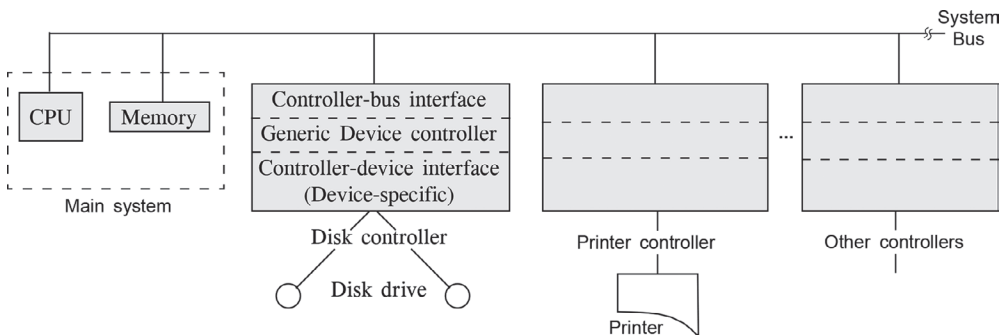 System
Bus
CPU
Memory
Main system
Controller-bus interface
Generic Device controller
Controller-device interface
(Device-specific)
...
Disk controller
Printer controller
Other controllers
Disk drive
Printer